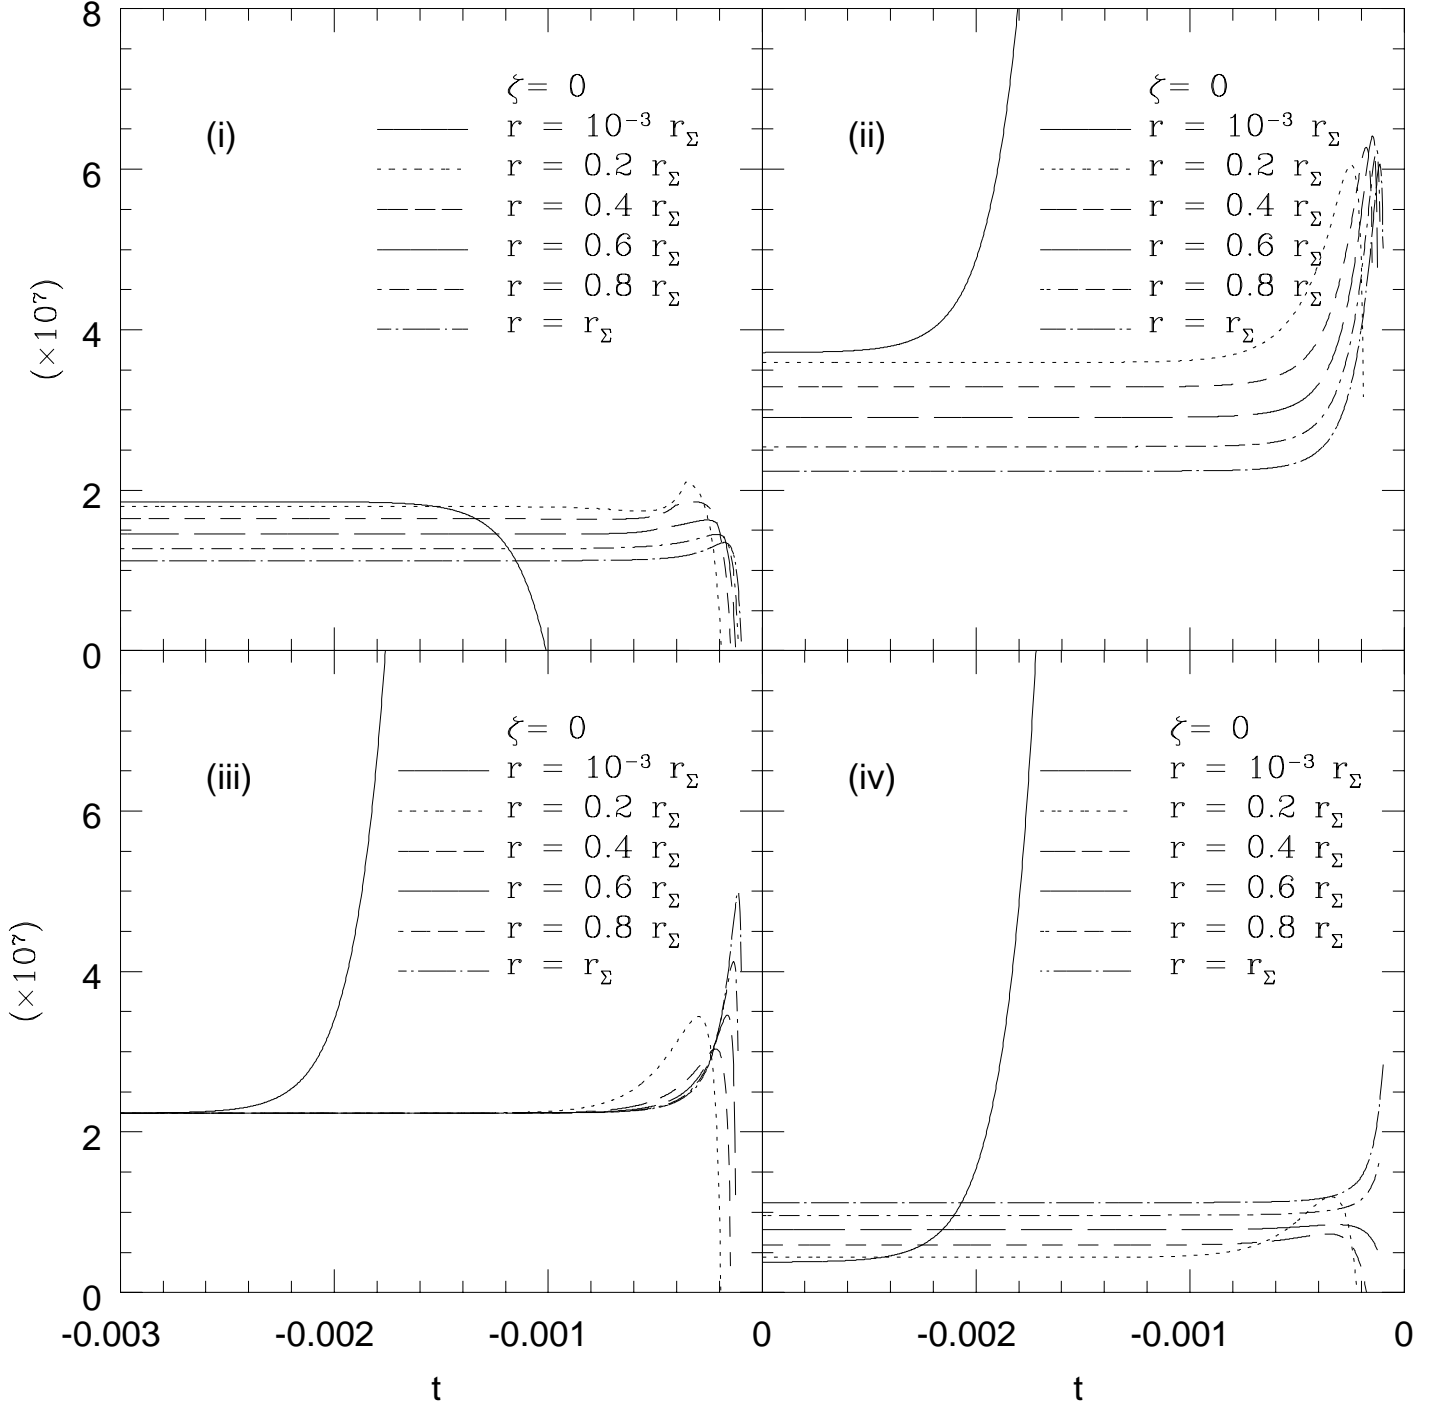 8
6
4
2
0
(×10⁷)
(i)
ζ= 0
r = 10⁻³ r_Σ
r = 0.2 r_Σ
r = 0.4 r_Σ
r = 0.6 r_Σ
r = 0.8 r_Σ
r = r_Σ
(ii)
ζ= 0
r = 10⁻³ r_Σ
r = 0.2 r_Σ
r = 0.4 r_Σ
r = 0.6 r_Σ
r = 0.8 r_Σ
r = r_Σ
6
4
2
0
(×10⁷)
(iii)
ζ= 0
r = 10⁻³ r_Σ
r = 0.2 r_Σ
r = 0.4 r_Σ
r = 0.6 r_Σ
r = 0.8 r_Σ
r = r_Σ
(iv)
ζ= 0
r = 10⁻³ r_Σ
r = 0.2 r_Σ
r = 0.4 r_Σ
r = 0.6 r_Σ
r = 0.8 r_Σ
r = r_Σ
-0.003 -0.002 -0.001 0 -0.002 -0.001 0
t t